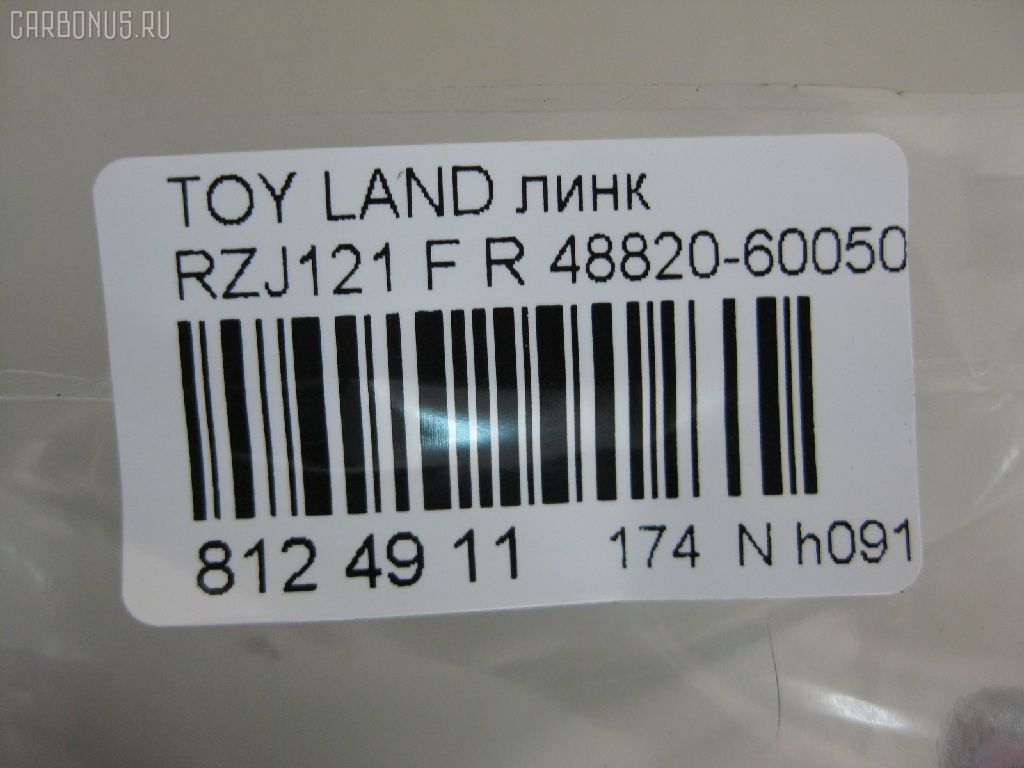 CARBONUS.RU
TOY LAND линк
RZJ121 F R 48820-60050
812 49 11 174 N h091